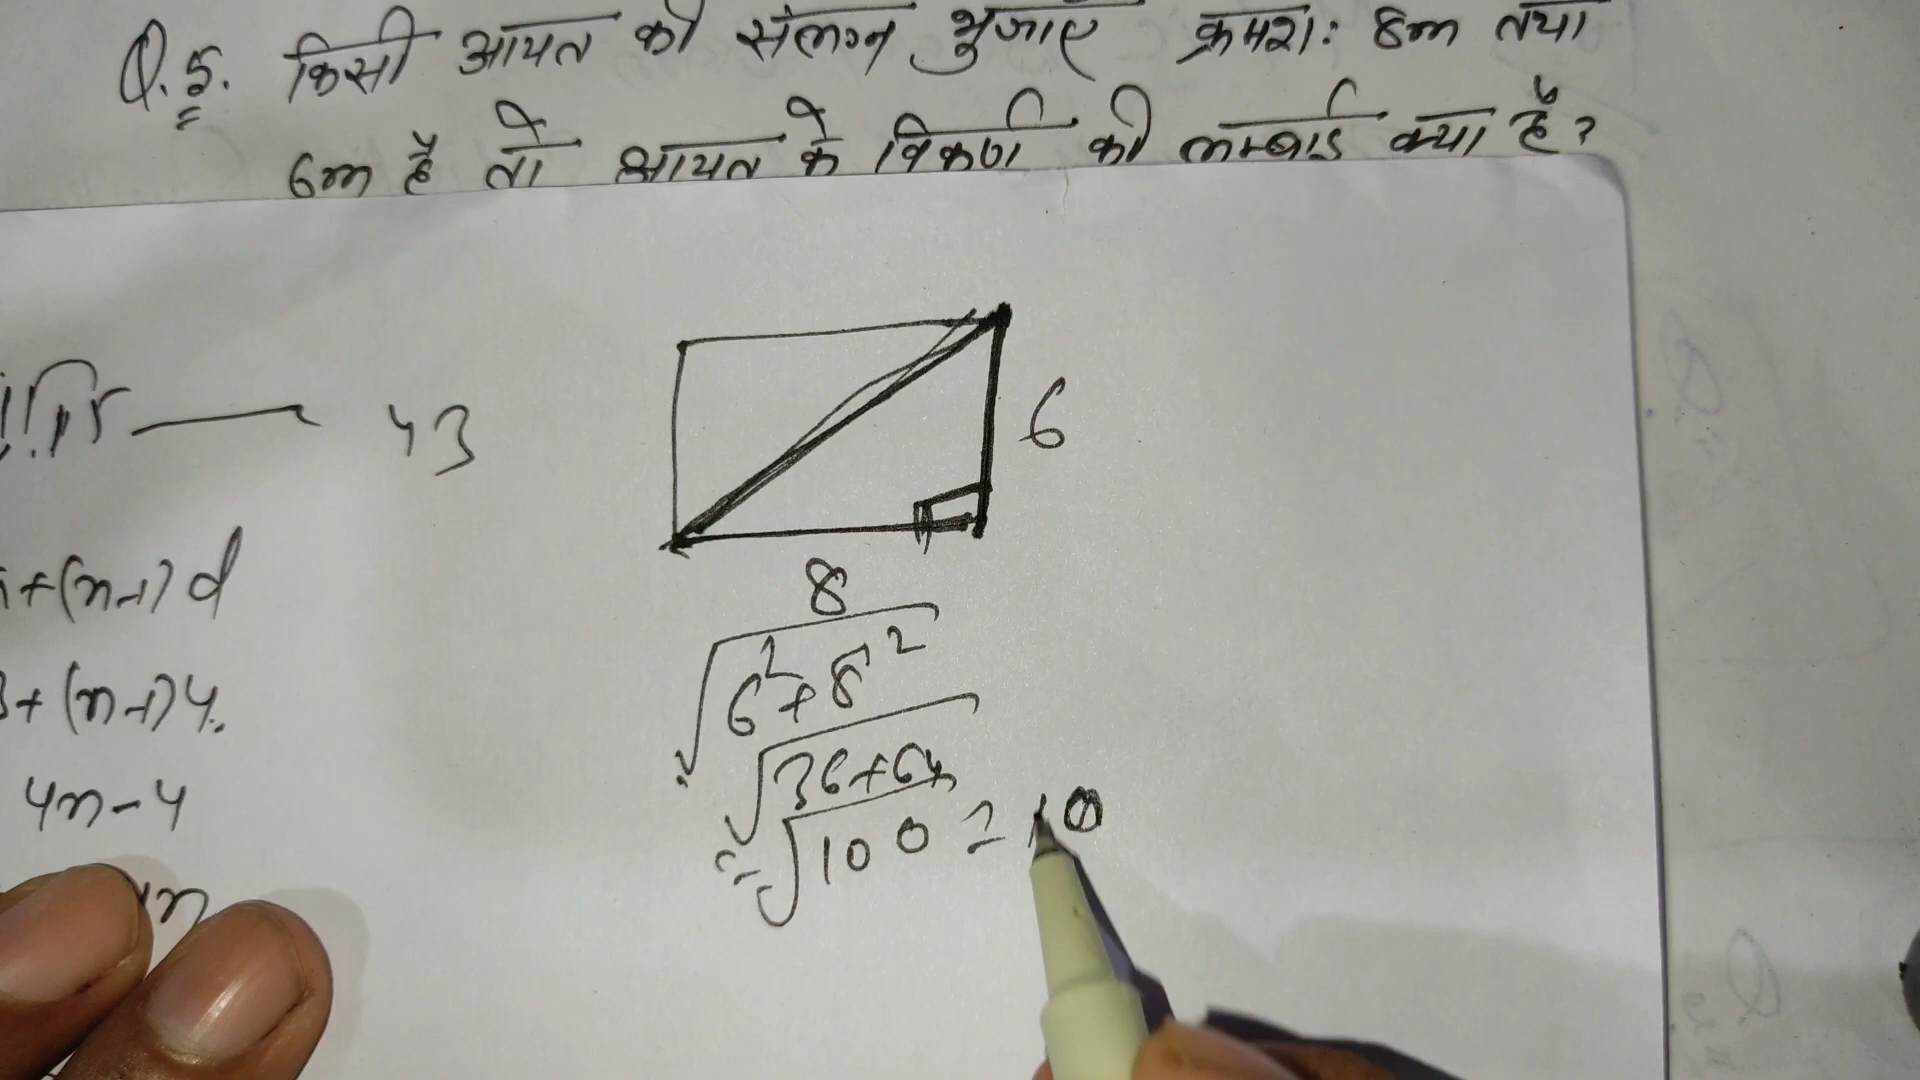 Q.5. किसी आयत की संलग्न भुजाएं क्रमश: 8m तथा
6m है तो आयत के विकर्ण की लम्बाई क्या है?
43
6
8
+(n-1)d
√6²+8²
3+(n-1)4.
√36+64
4n-4
= √100 = 10